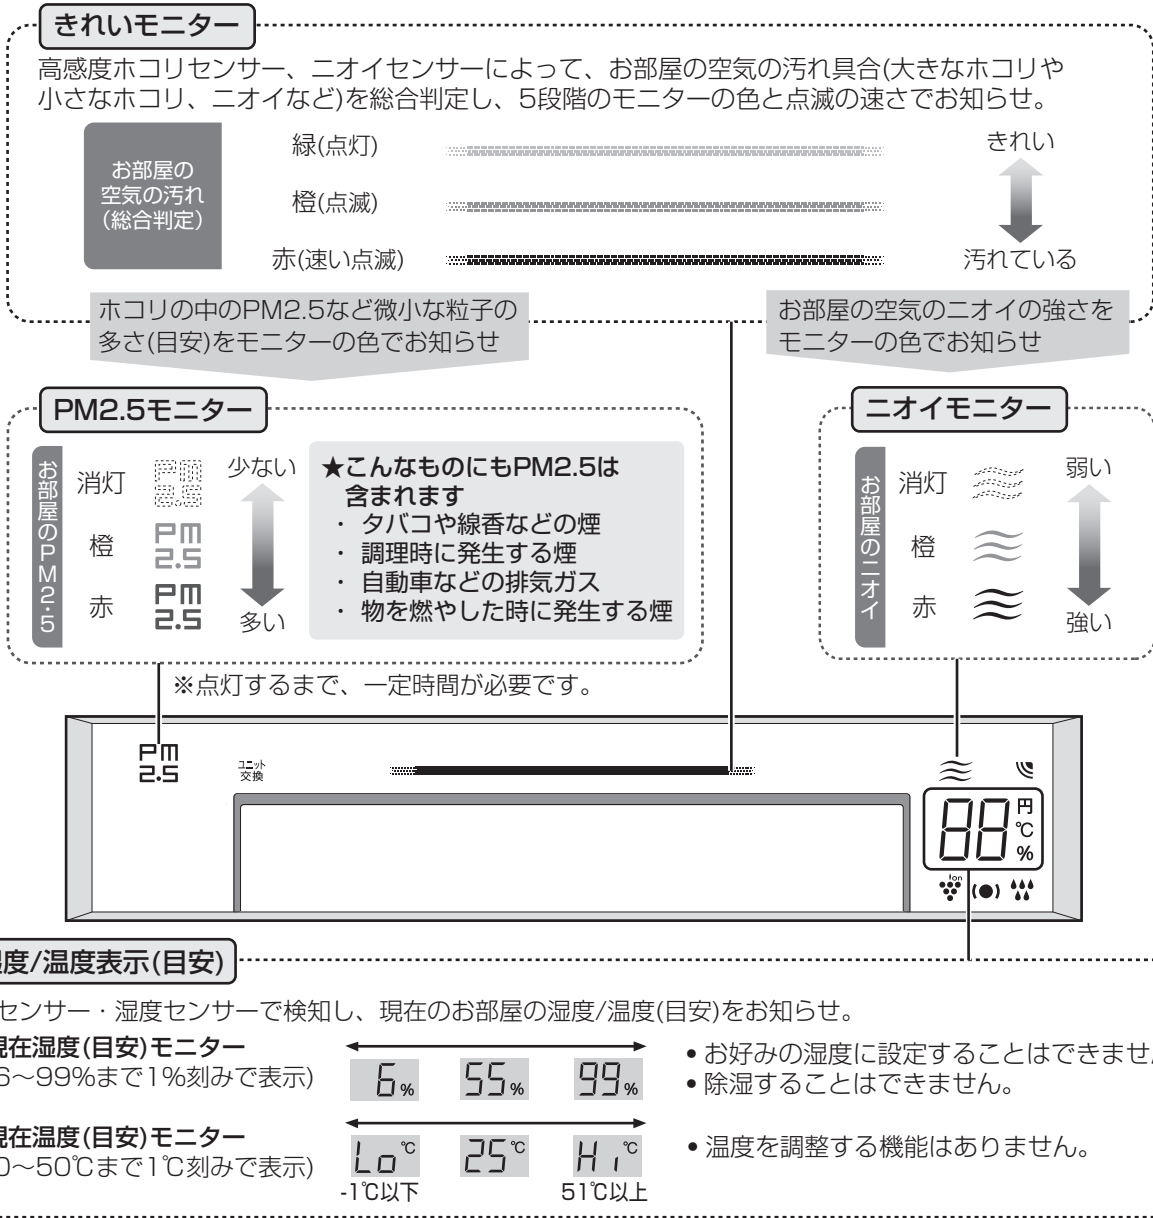 きれいモニター
高感度ホコリセンサー、ニオイセンサーによって、お部屋の空気の汚れ具合(大きなホコリや
小さなホコリ、ニオイなど)を総合判定し、5段階のモニターの色と点滅の速さでお知らせ。
お部屋の
空気の汚れ
(総合判定)
緑(点灯)
橙(点滅)
赤(速い点滅)
きれい
汚れている
ホコリの中のPM2.5など微小な粒子の
多さ(目安)をモニターの色でお知らせ
お部屋の空気のニオイの強さを
モニターの色でお知らせ
PM2.5モニター
お部屋のPM2.5
消灯
PM
2.5
橙
PM
2.5
赤
PM
2.5
少ない
多い
★こんなものにもPM2.5は
含まれます
・ タバコや線香などの煙
・ 調理時に発生する煙
・ 自動車などの排気ガス
・ 物を燃やした時に発生する煙
※点灯するまで、一定時間が必要です。
ニオイモニター
お部屋のニオイ
消灯
橙
赤
弱い
強い
PM
2.5
ユニット
交換
88
円
℃
%
Ion
度/温度表示(目安)
センサー・湿度センサーで検知し、現在のお部屋の湿度/温度(目安)をお知らせ。
現在湿度(目安)モニター
6〜99%まで1%刻みで表示)
6%
55%
99%
• お好みの湿度に設定することはできませ
• 除湿することはできません。
現在温度(目安)モニター
0〜50℃まで1℃刻みで表示)
Lo℃
25℃
Hi℃
-1℃以下
51℃以上
• 温度を調整する機能はありません。